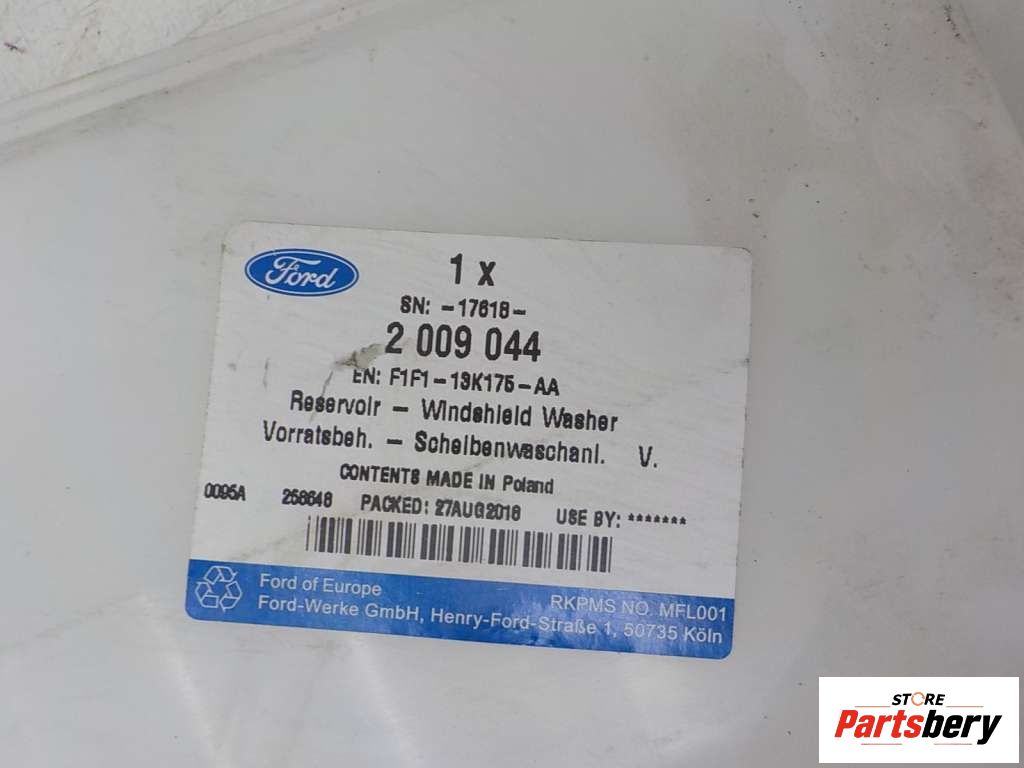 Ford
1 x
SN: -17618-
2 009 044
EN: F1F1-13K175-AA
Reservoir - Windshield Washer
Vorratsbeh. - Scheibenwaschanl. V.
CONTENTS MADE IN Poland
0095A 258648 PACKED: 27AUG2018 USE BY: *******
Ford of Europe RKPMS NO. MFL001
Ford-Werke GmbH, Henry-Ford-Straße 1, 50735 Köln
STORE
Partsbery